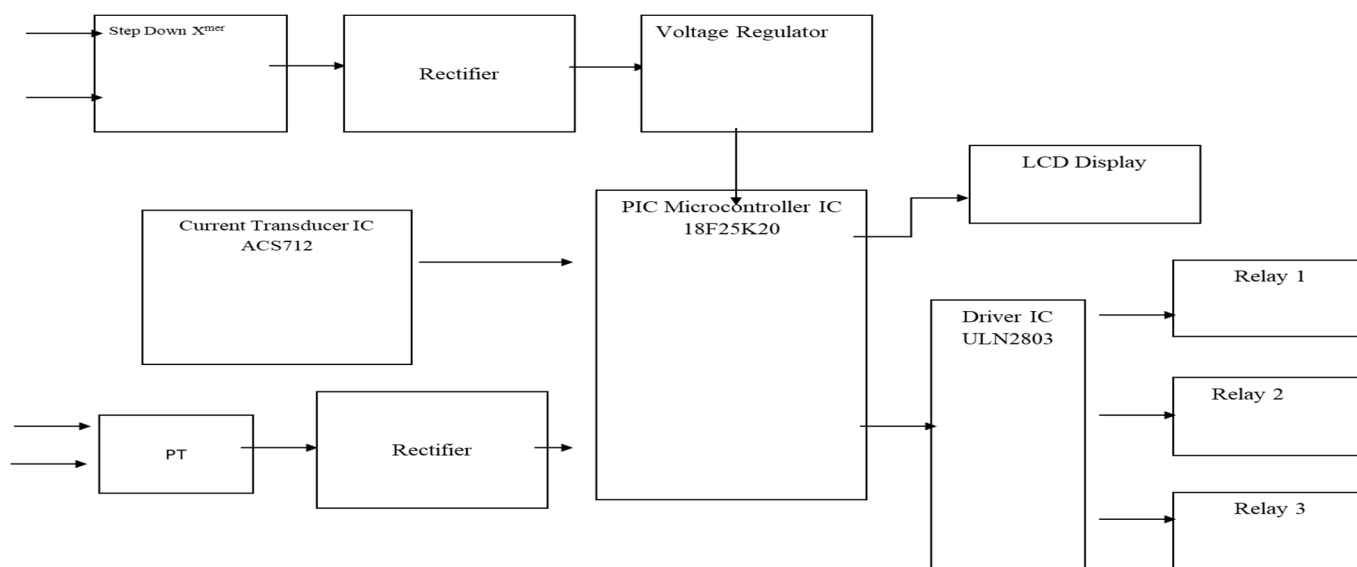 Step Down Xmer
Rectifier
Voltage Regulator
LCD Display
PIC Microcontroller IC
18F25K20
Current Transducer IC
ACS712
Relay 1
Driver IC
ULN2803
Relay 2
PT
Rectifier
Relay 3